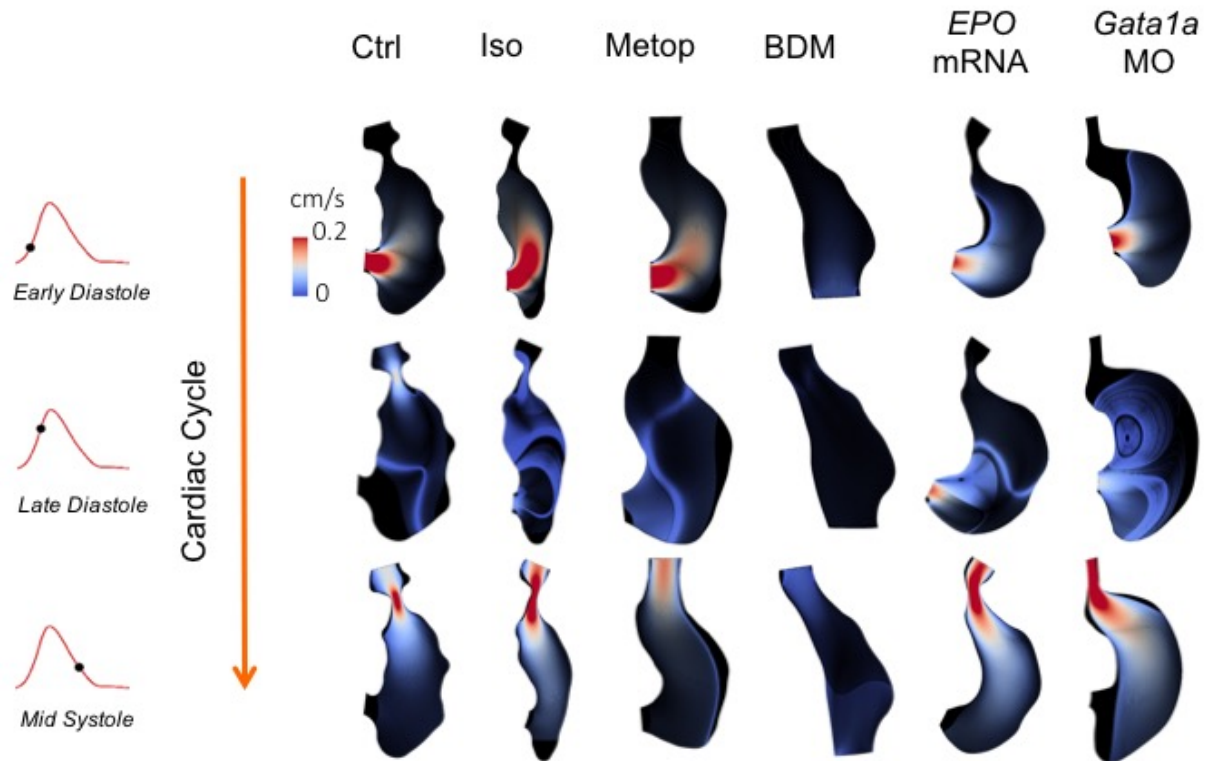 Ctrl
Iso
Metop
BDM
EPO
mRNA
Gata1a
MO
cm/s
0.2
0
Early Diastole
Cardiac Cycle
Late Diastole
Mid Systole